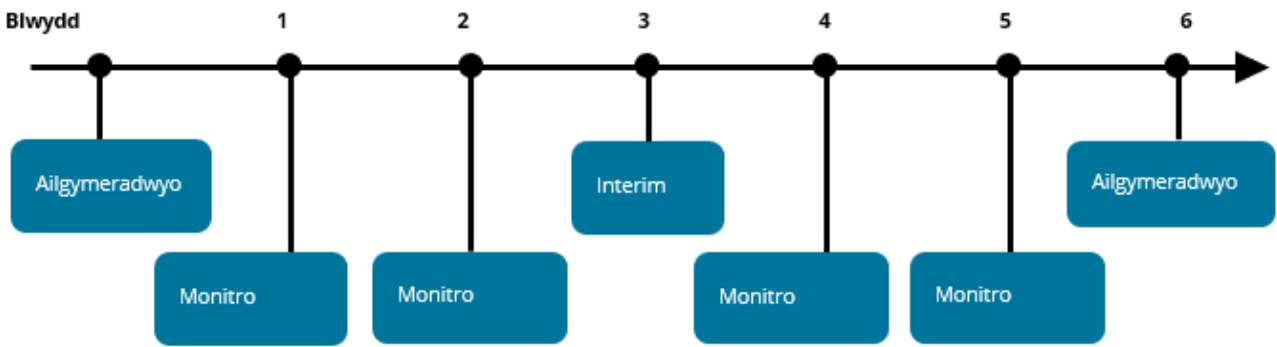 Blwydd 1 2 3 4 5 6
Ailgymeradwyo
Interim
Ailgymeradwyo
Monitro
Monitro
Monitro
Monitro